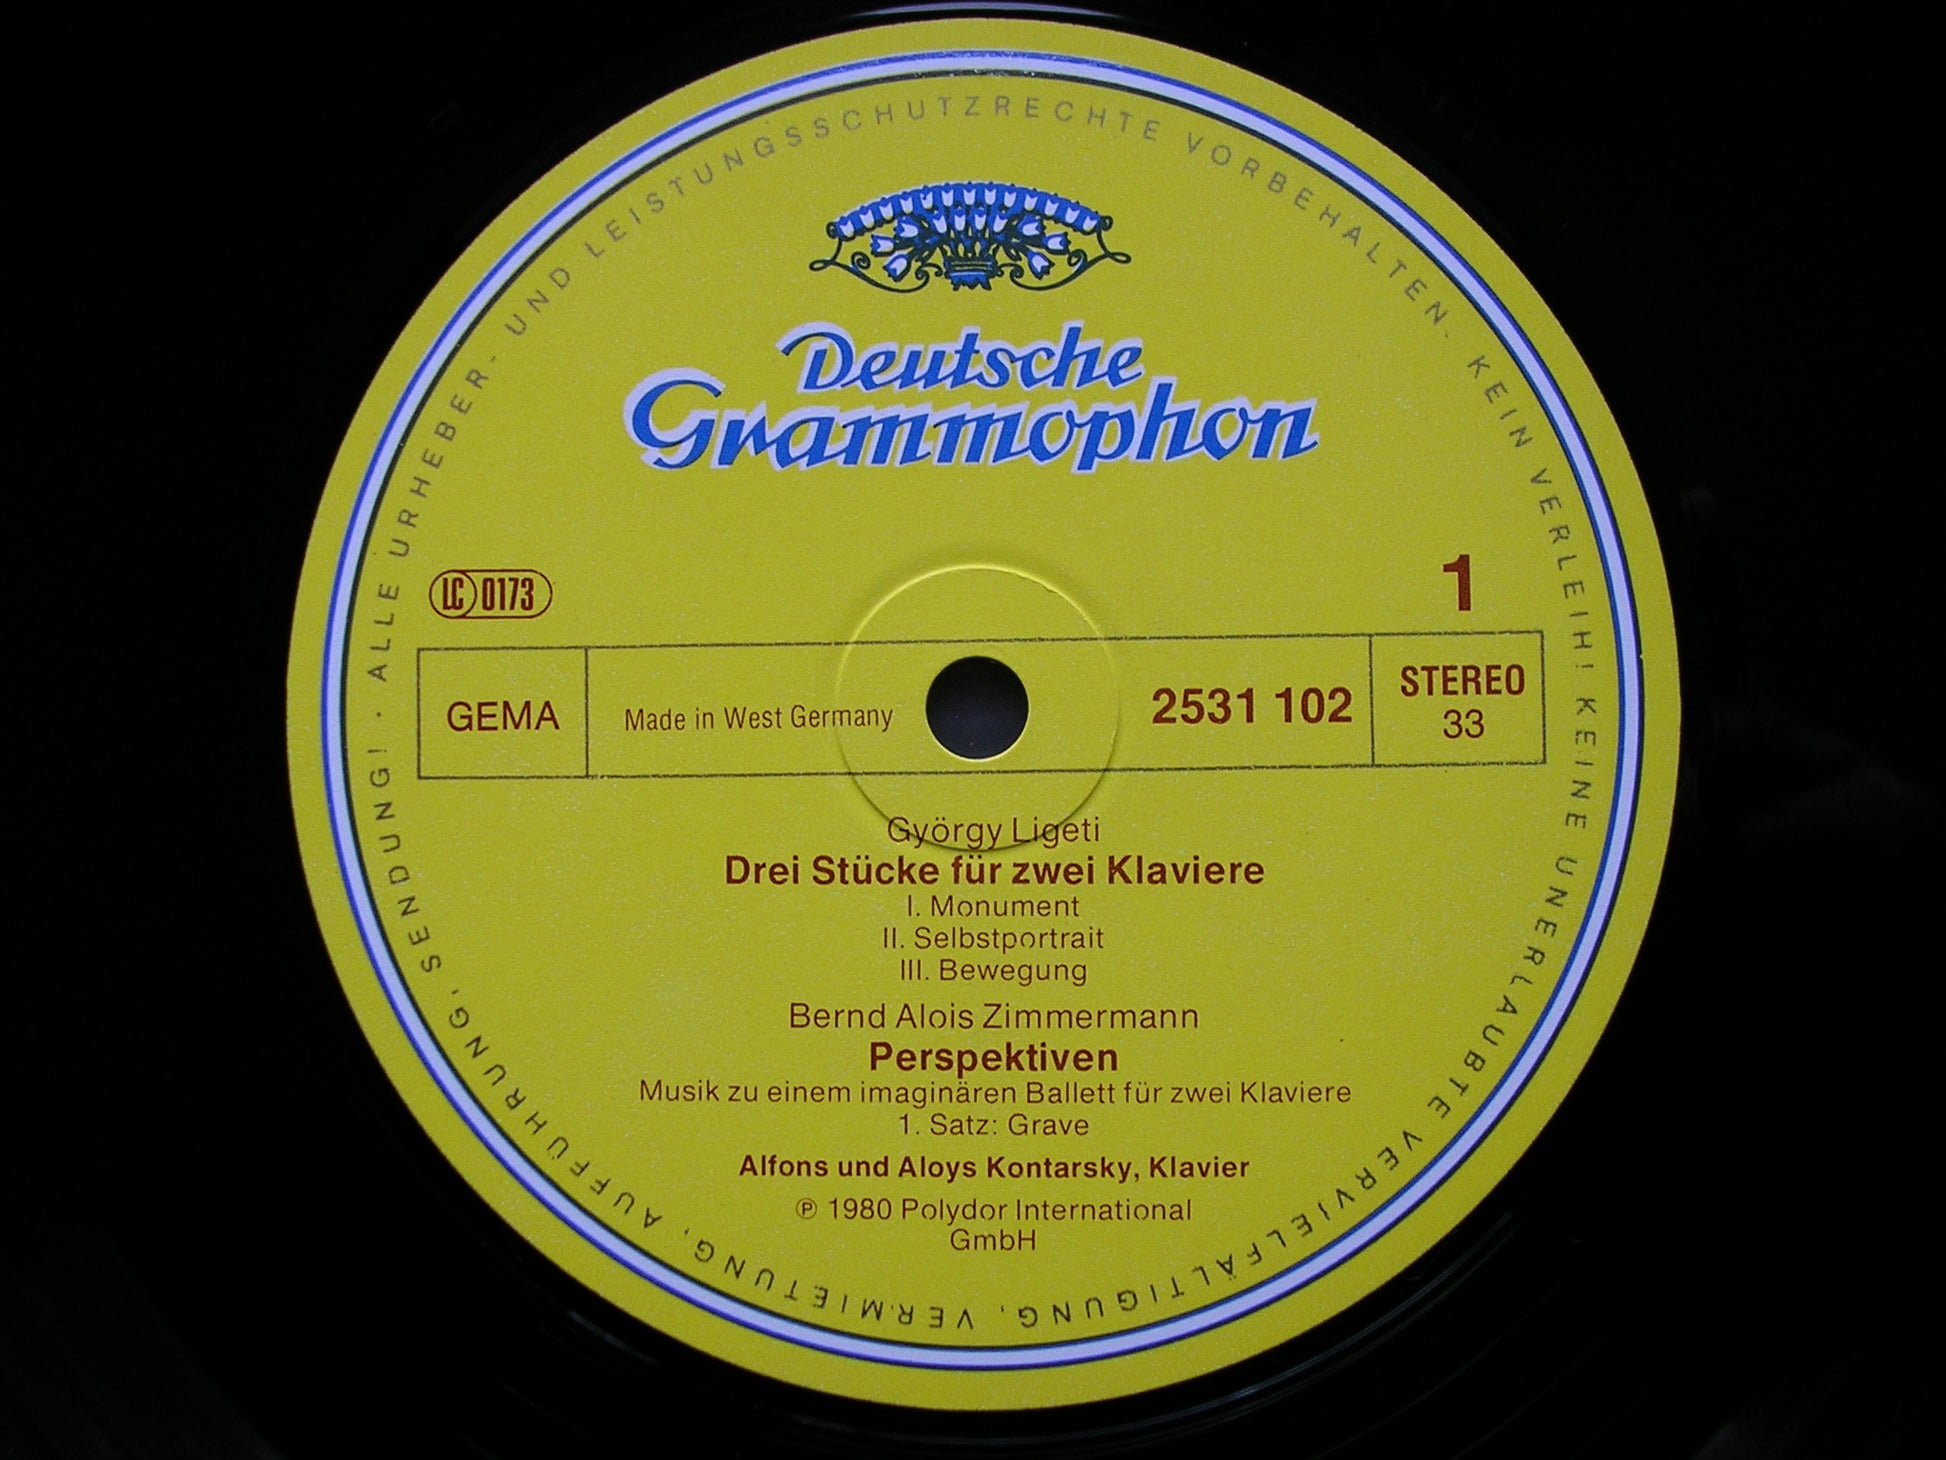 ALLE URHEBER- UND LEISTUNGSSCHUTZRECHTE VORBEHALTEN. KEIN VERLEIH! KEINE UNERLAUBTE VERVIELFÄLTIGUNG, VERMIETUNG, AUFFÜHRUNG, SENDUNG! ·
Deutsche
Grammophon
LC 0173
1
GEMA
Made in West Germany
2531 102
STEREO
33
György Ligeti
Drei Stücke für zwei Klaviere
I. Monument
II. Selbstportrait
III. Bewegung
Bernd Alois Zimmermann
Perspektiven
Musik zu einem imaginären Ballett für zwei Klaviere
1. Satz: Grave
Alfons und Aloys Kontarsky, Klavier
℗ 1980 Polydor International
GmbH